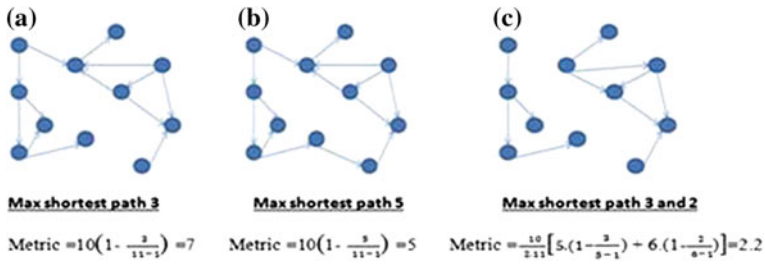 (a) (b) (c)
Max shortest path 3 Max shortest path 5 Max shortest path 3 and 2
Metric =10(1- 3/11-1) =7 Metric =10(1- 5/11-1) =5 Metric =10/2.11[5.(1-3/5-1) + 6.(1-2/6-1)]=2.2